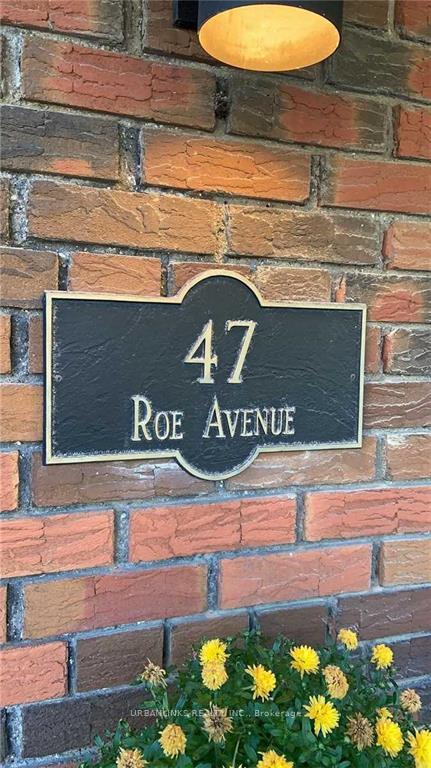 47
ROE AVENUE
URBANLINKS REALTY INC., Brokerage